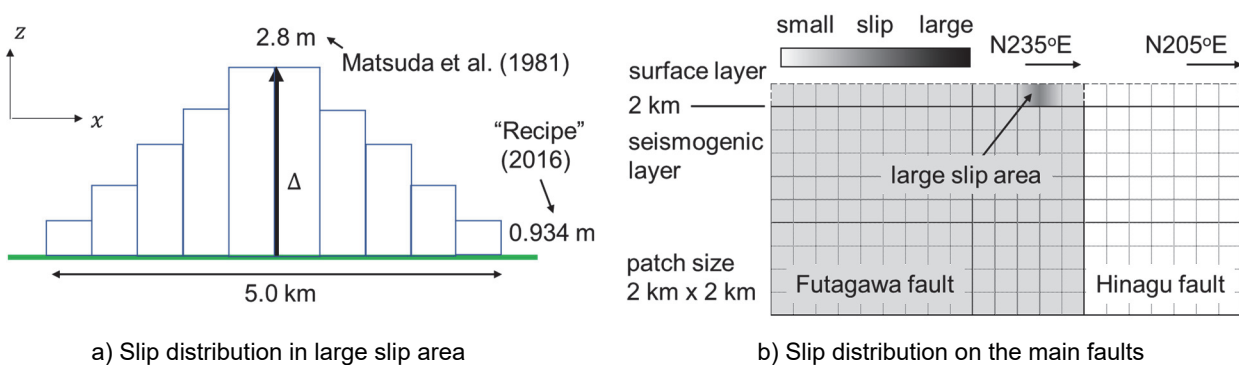 z
2.8 m
Matsuda et al. (1981)
x
"Recipe"
(2016)
Δ
0.934 m
5.0 km
a) Slip distribution in large slip area
small slip large
N235°E
N205°E
surface layer
2 km
seismogenic
layer
large slip area
patch size
2 km x 2 km
Futagawa fault
Hinagu fault
b) Slip distribution on the main faults